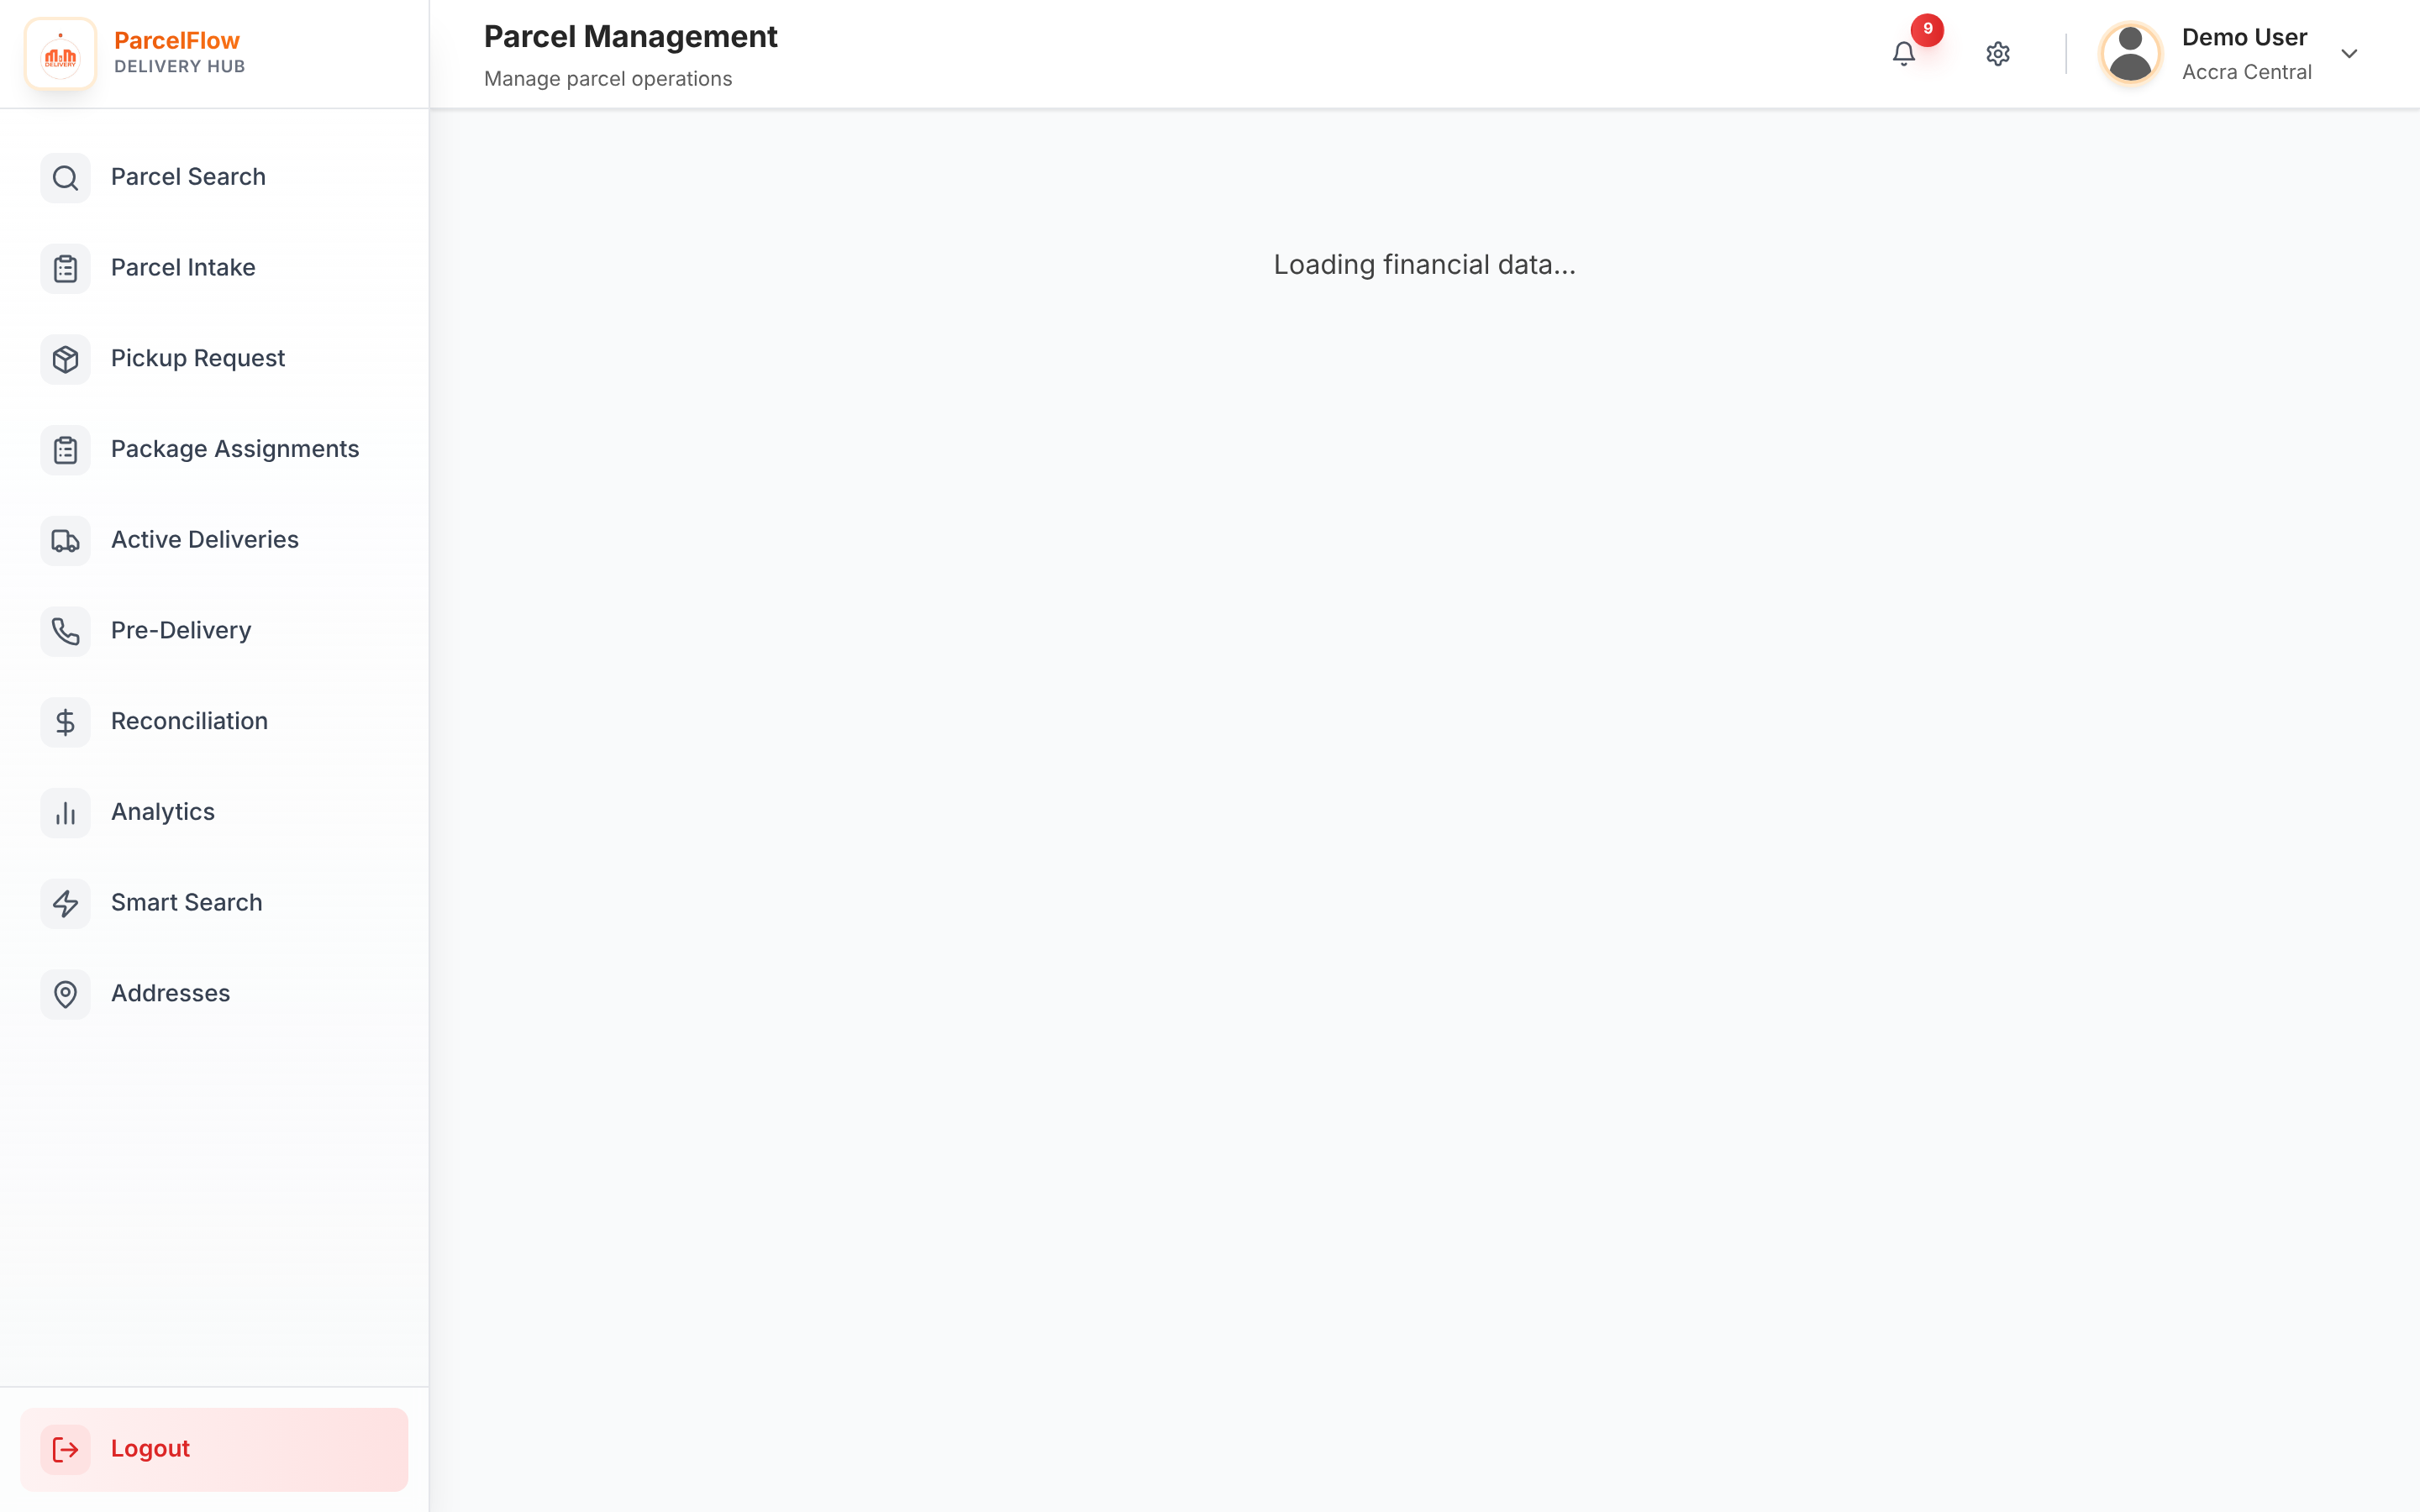 DELIVERY
ParcelFlow
DELIVERY HUB
Parcel Management
Manage parcel operations
9
Demo User
Accra Central
Parcel Search
Parcel Intake
Pickup Request
Package Assignments
Active Deliveries
Pre-Delivery
Reconciliation
Analytics
Smart Search
Addresses
Logout
Loading financial data...